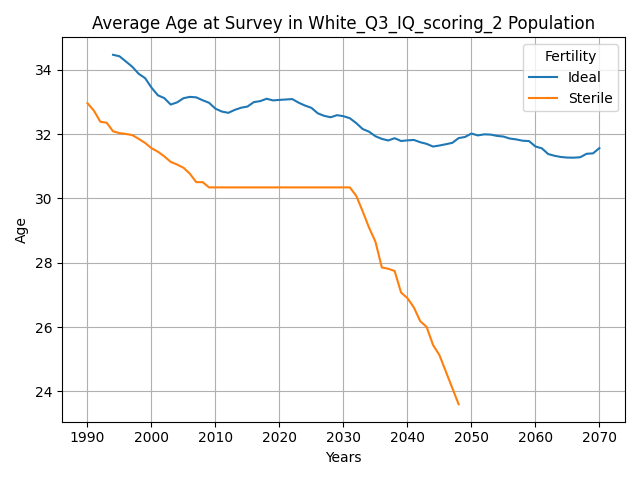 Average Age at Survey in White_Q3_IQ_scoring_2 Population
Fertility
Ideal
Sterile
Age
34
32
30
28
26
24
1990 2000 2010 2020 2030 2040 2050 2060 2070
Years